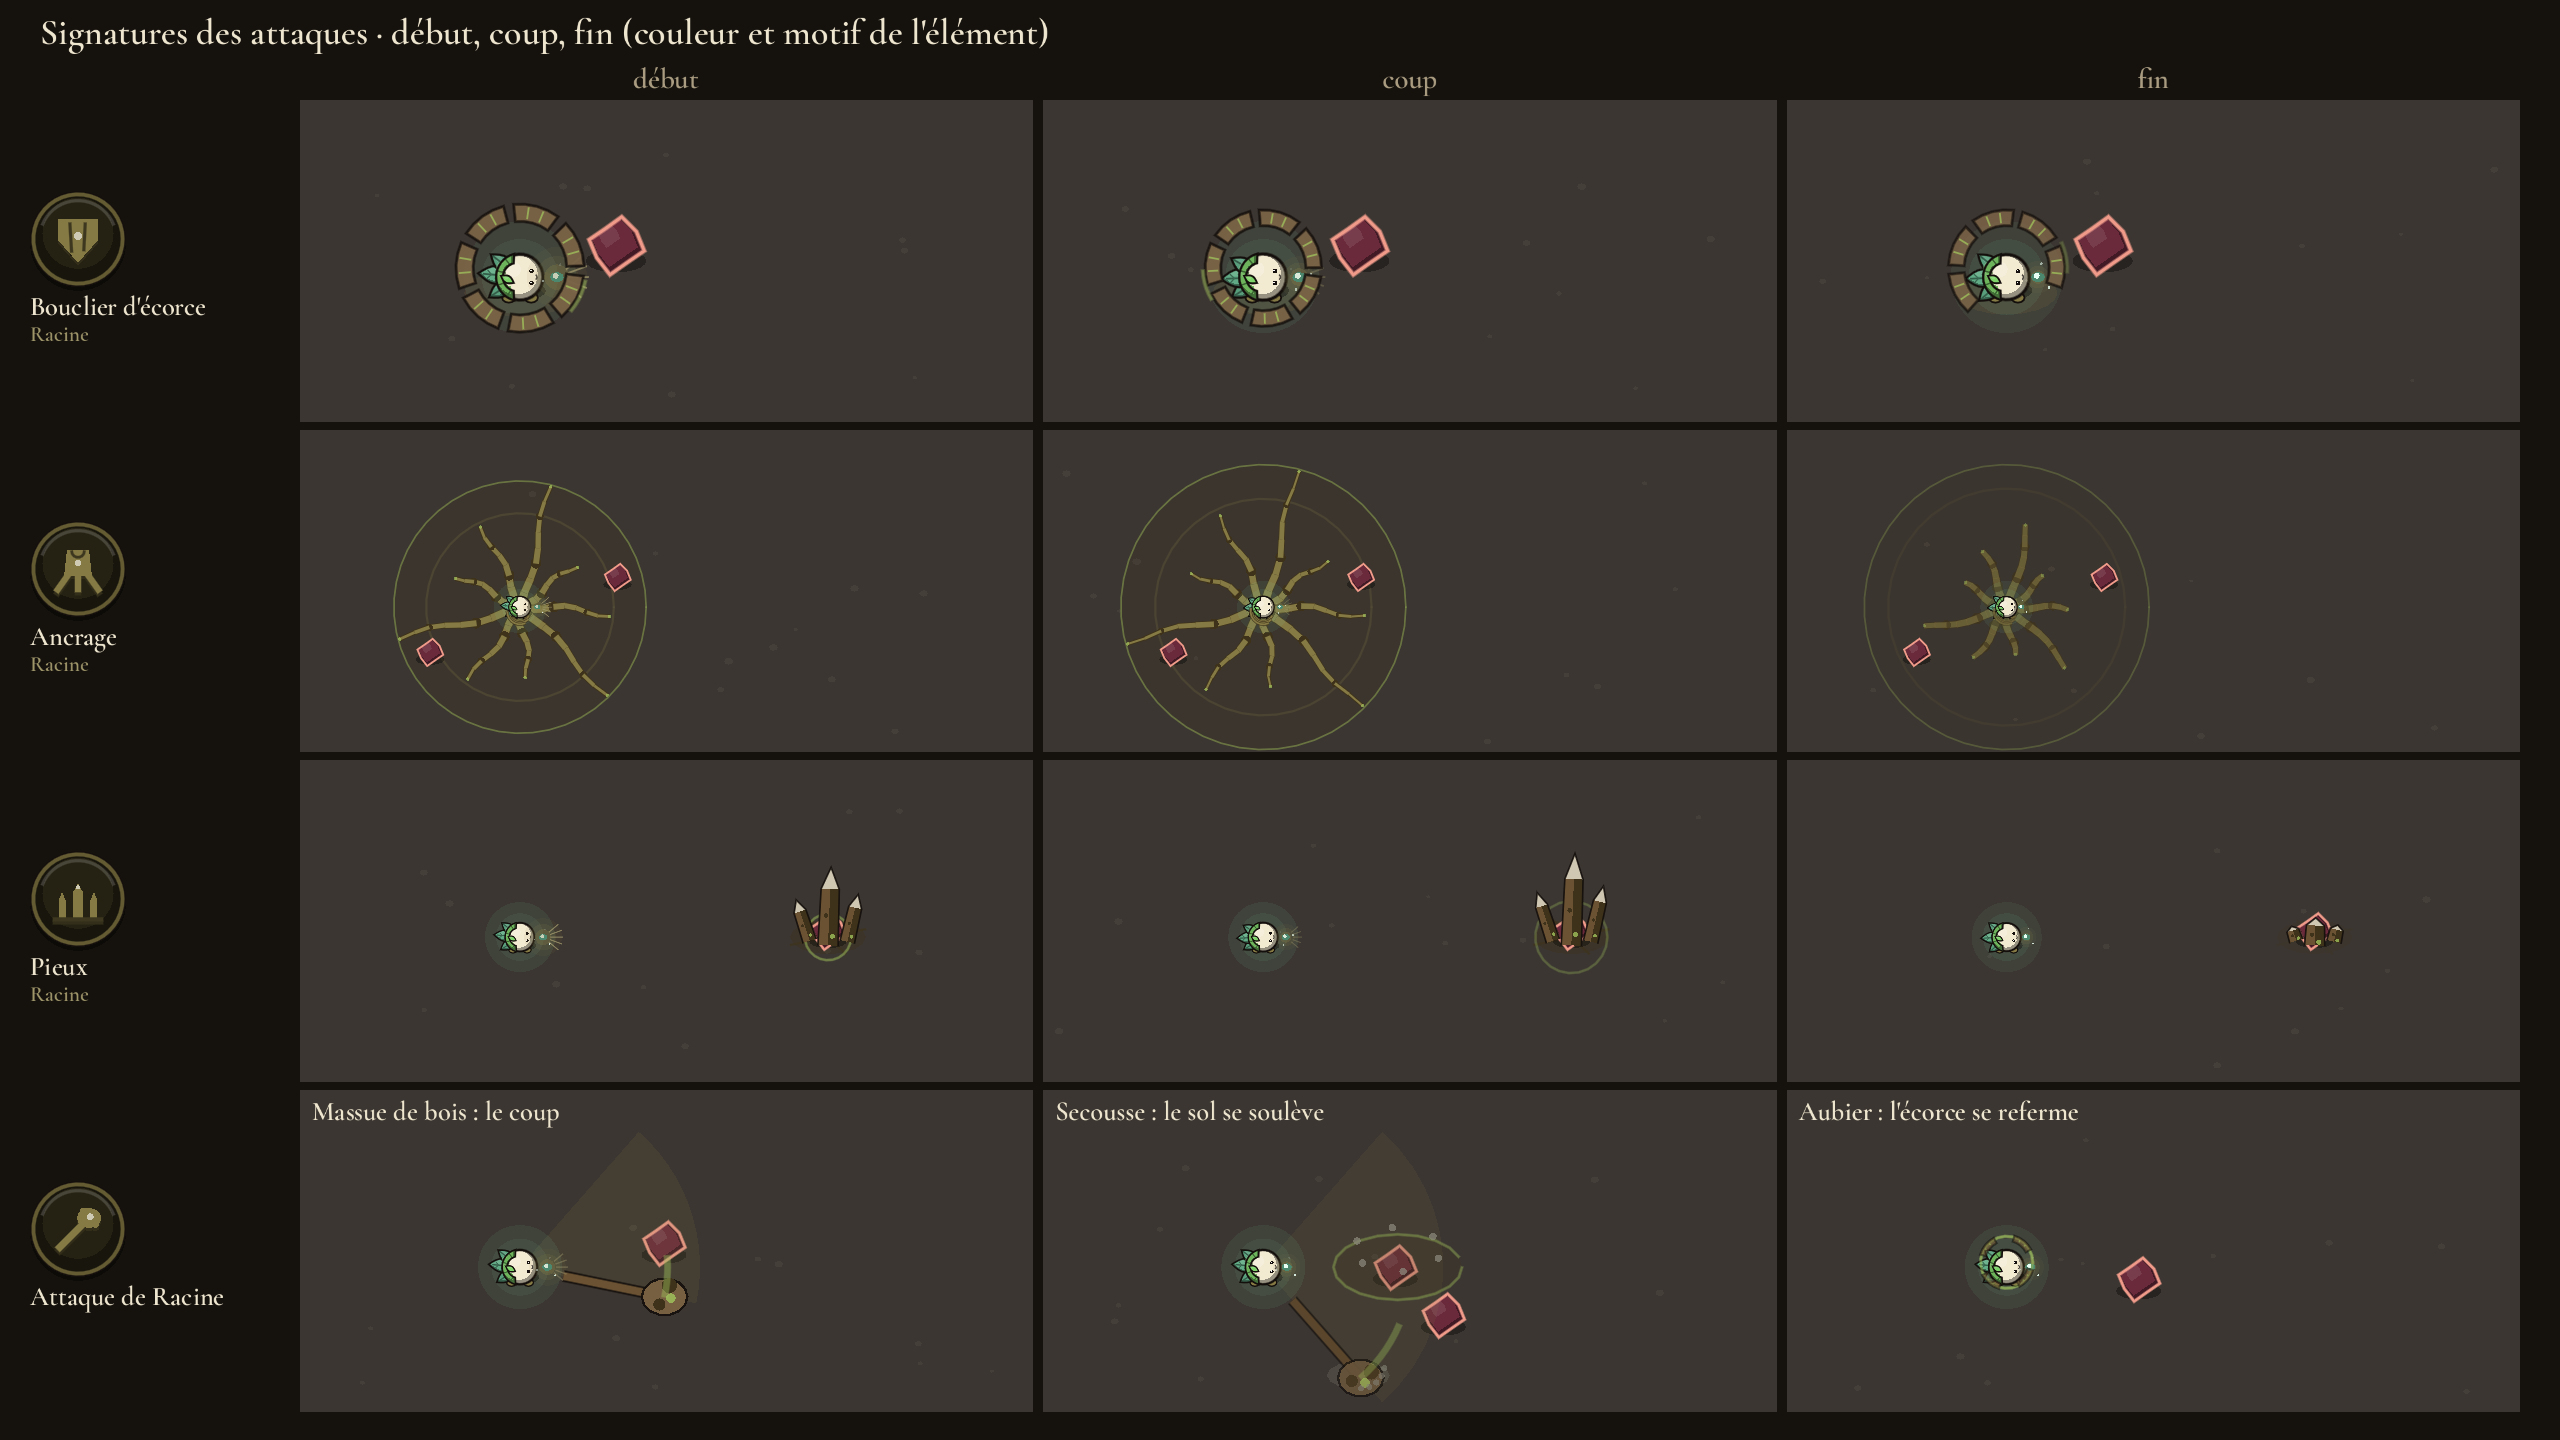 Signatures des attaques · début, coup, fin (couleur et motif de l'élément)
début
coup
fin
Bouclier d'écorce
Racine
Ancrage
Racine
Pieux
Racine
Massue de bois : le coup
Secousse : le sol se soulève
Aubier : l'écorce se referme
Attaque de Racine